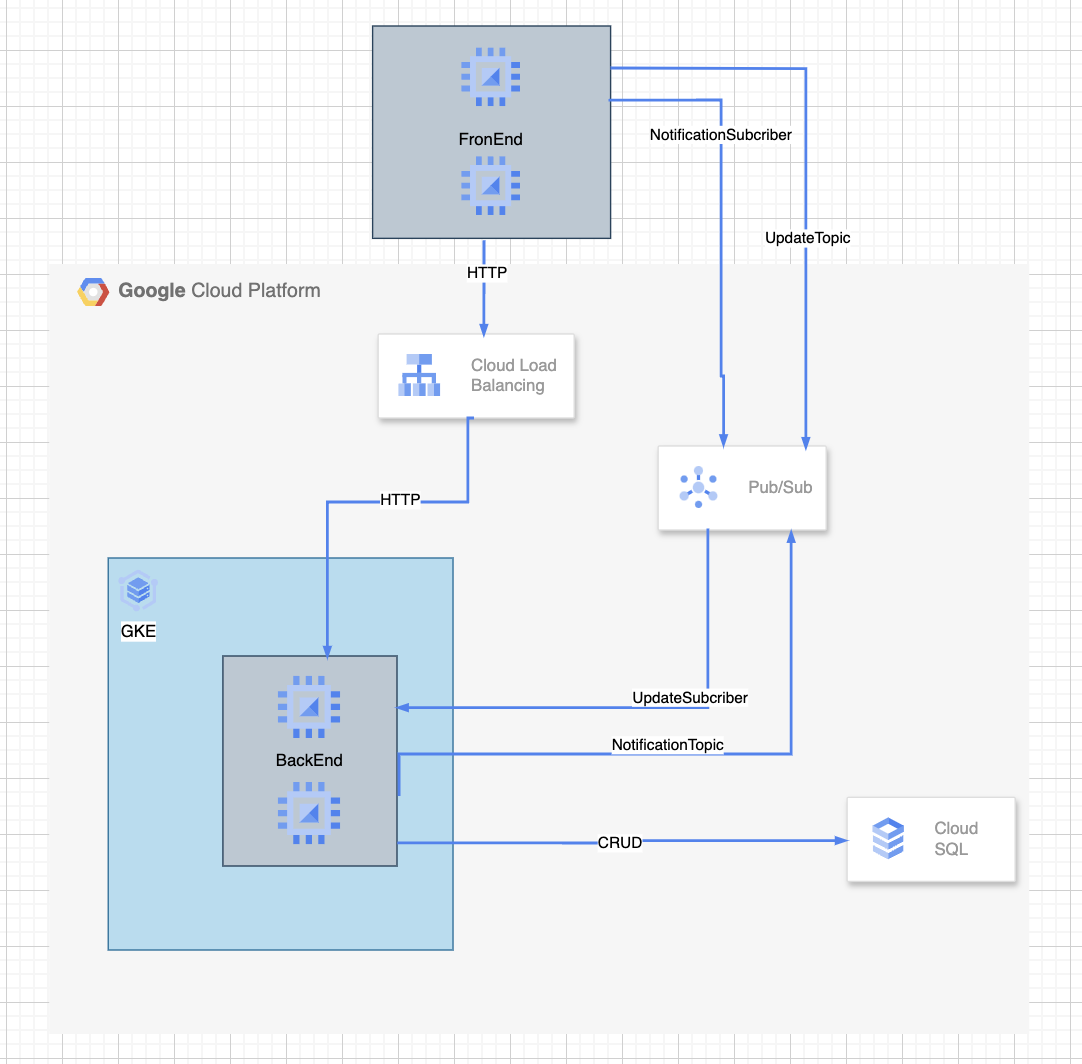 FronEnd
NotificationSubcriber
UpdateTopic
HTTP
Google Cloud Platform
Cloud Load
Balancing
Pub/Sub
HTTP
GKE
UpdateSubcriber
NotificationTopic
BackEnd
Cloud
SQL
CRUD